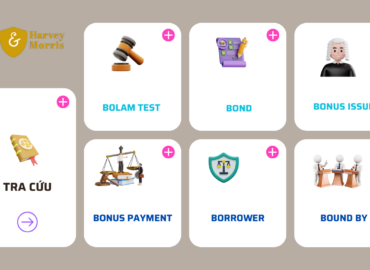 &
Harvey
Morris
BOLAM TEST
BOND
BONUS ISSU
TRA CỨU
BONUS PAYMENT
BORROWER
BOUND BY